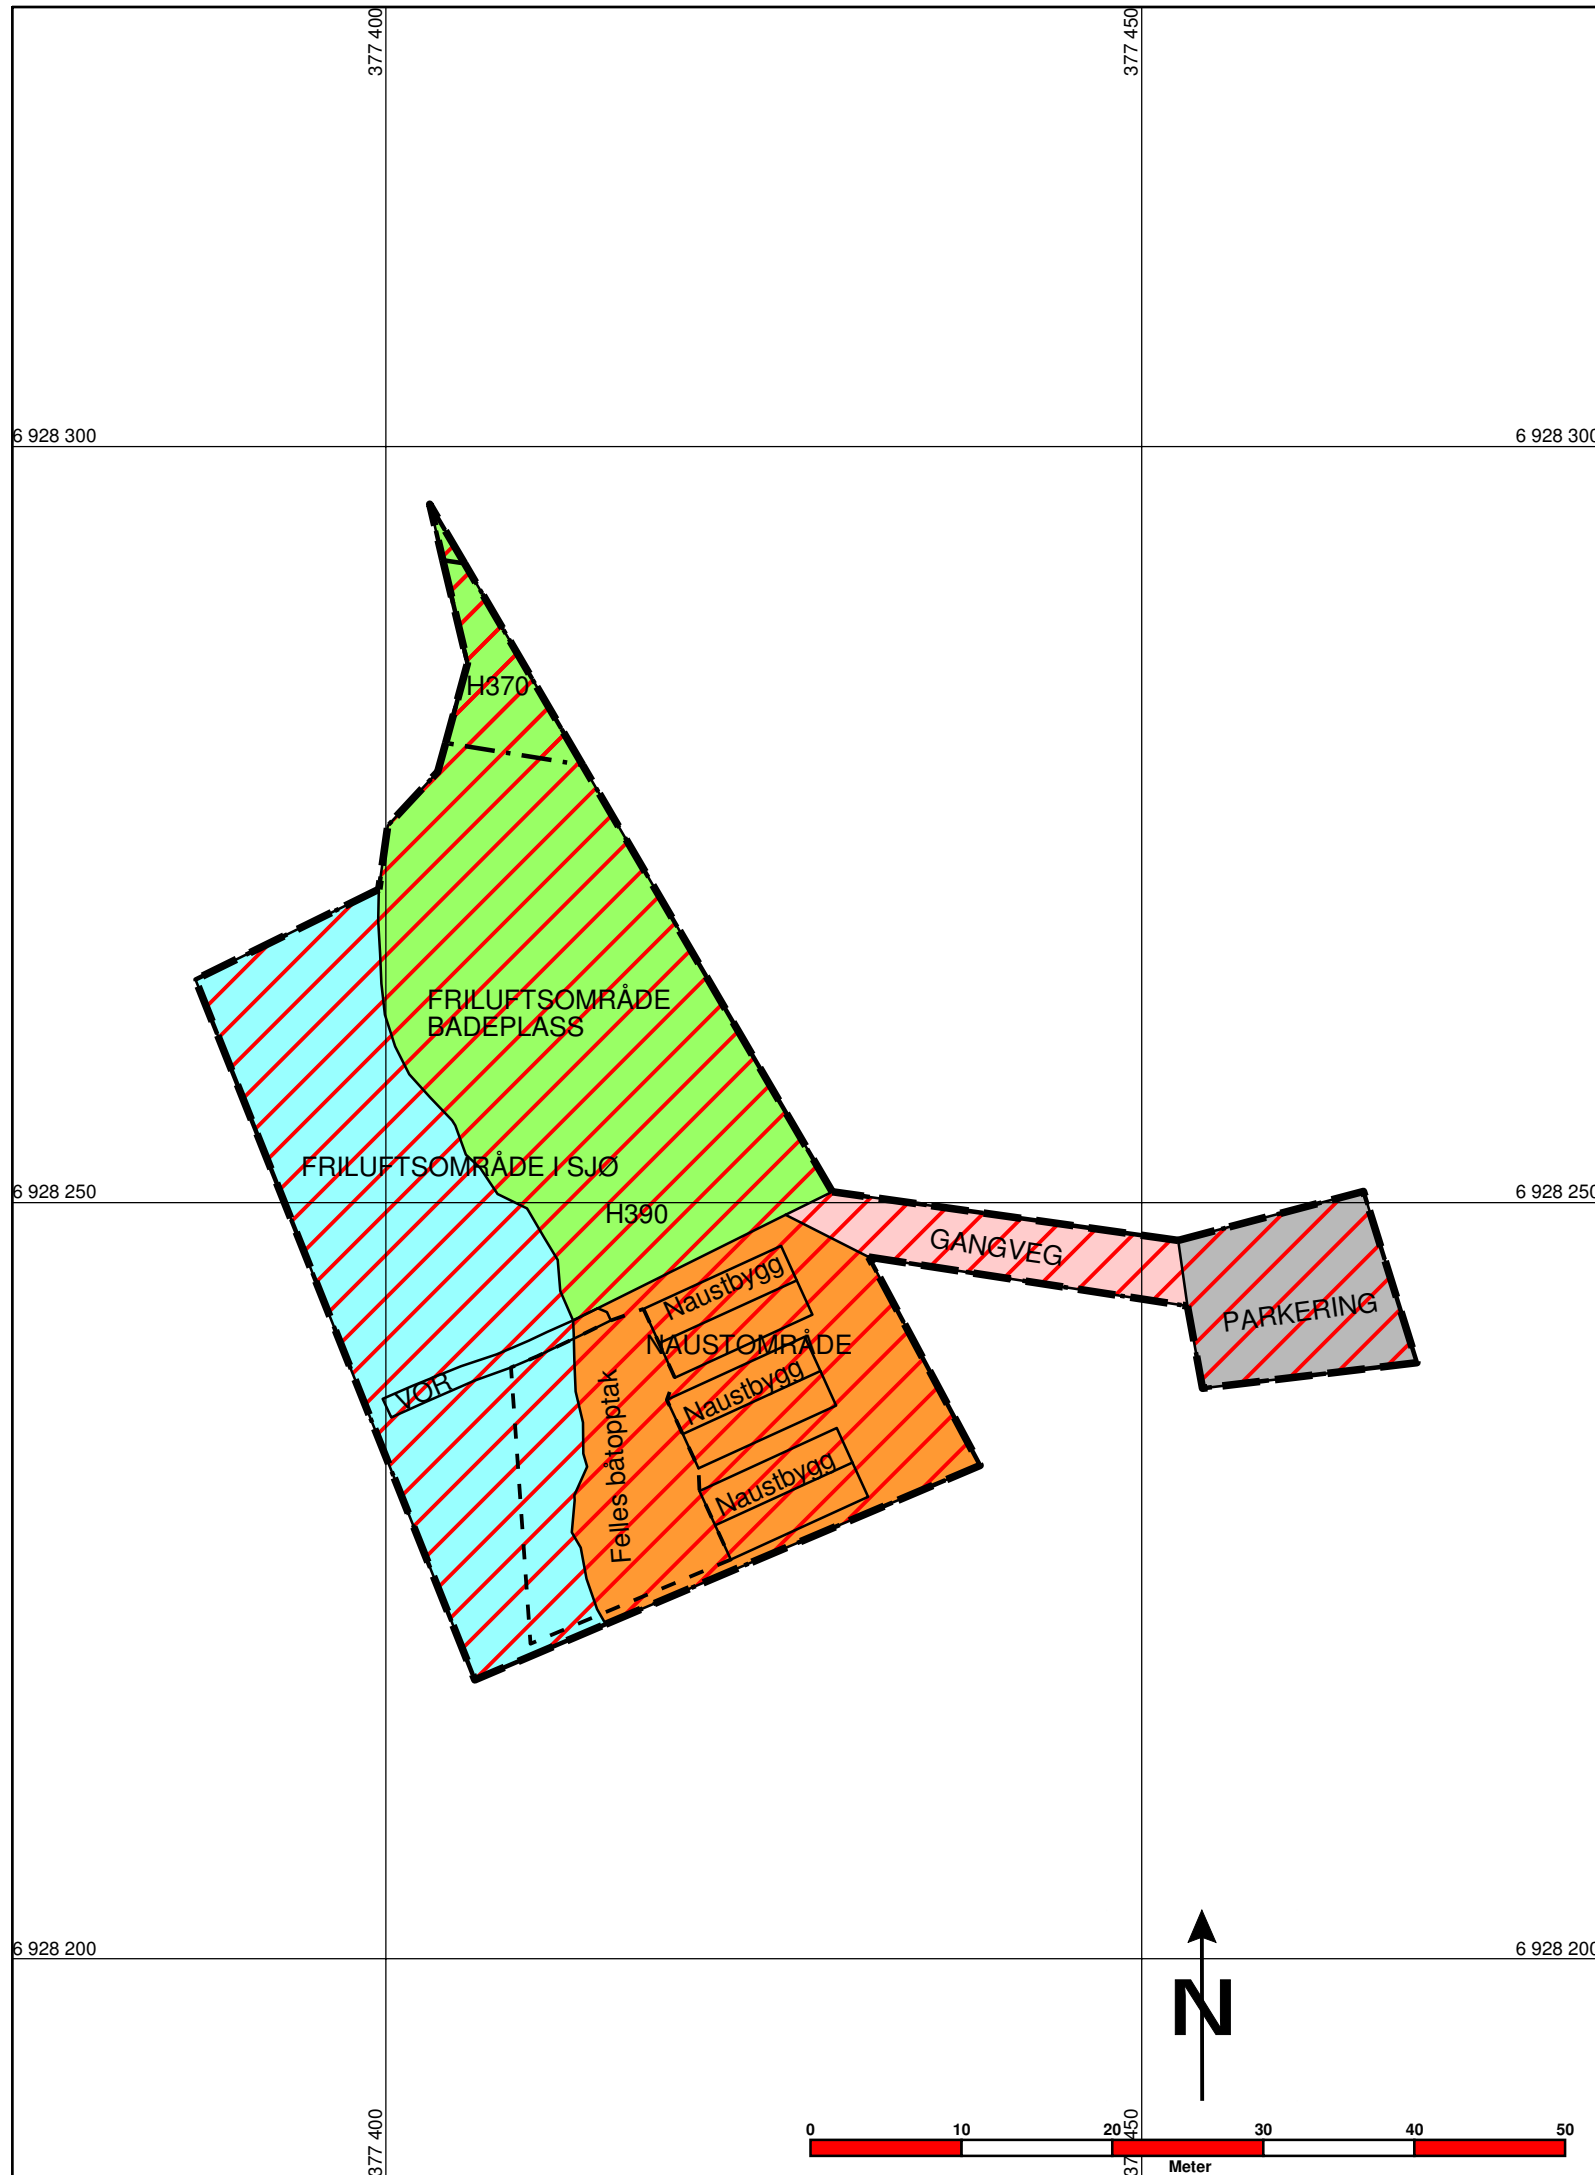 377 400
377 450
6 928 300
6 928 300
H370
FRILUFTSOMRÅDE
BADEPLASS
FRILUFTSOMRÅDE I SJØ
6 928 250
6 928 250
H390
GANGVEG
PARKERING
Naustbygg
NAUSTOMRÅDE
VOR
Naustbygg
Felles båtopptak
Naustbygg
6 928 200
6 928 200
N
377 400
377 450
0 10 20 30 40 50
Meter